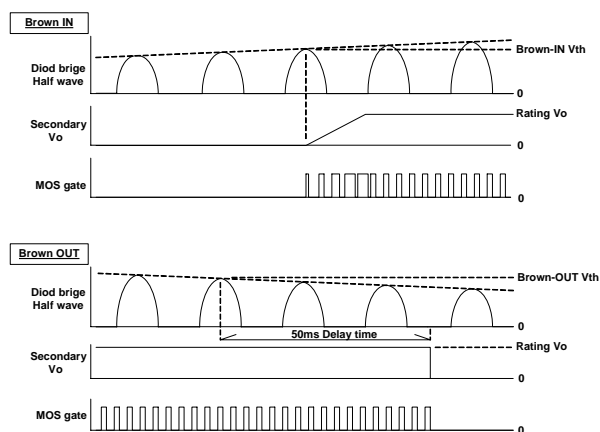 Brown IN
Brown-IN Vth
Diod brige
Half wave
0
Rating Vo
Secondary
Vo
0
MOS gate
0
Brown OUT
Brown-OUT Vth
Diod brige
Half wave
0
50ms Delay time
Rating Vo
Secondary
Vo
0
MOS gate
0